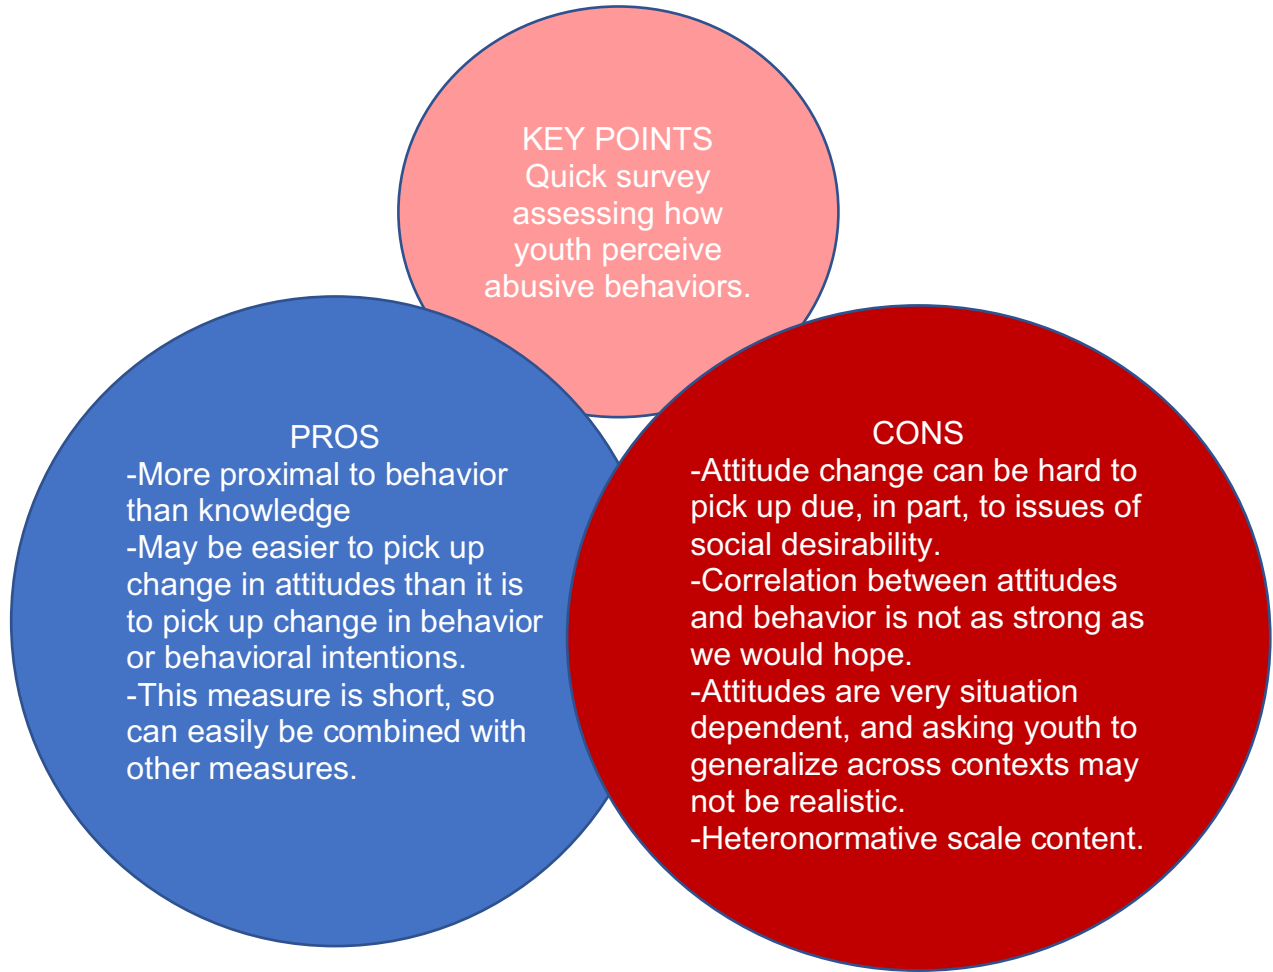 KEY POINTS
Quick survey
assessing how
youth perceive
abusive behaviors.
PROS
-More proximal to behavior
than knowledge
-May be easier to pick up
change in attitudes than it is
to pick up change in behavior
or behavioral intentions.
-This measure is short, so
can easily be combined with
other measures.
CONS
-Attitude change can be hard to
pick up due, in part, to issues of
social desirability.
-Correlation between attitudes
and behavior is not as strong as
we would hope.
-Attitudes are very situation
dependent, and asking youth to
generalize across contexts may
not be realistic.
-Heteronormative scale content.